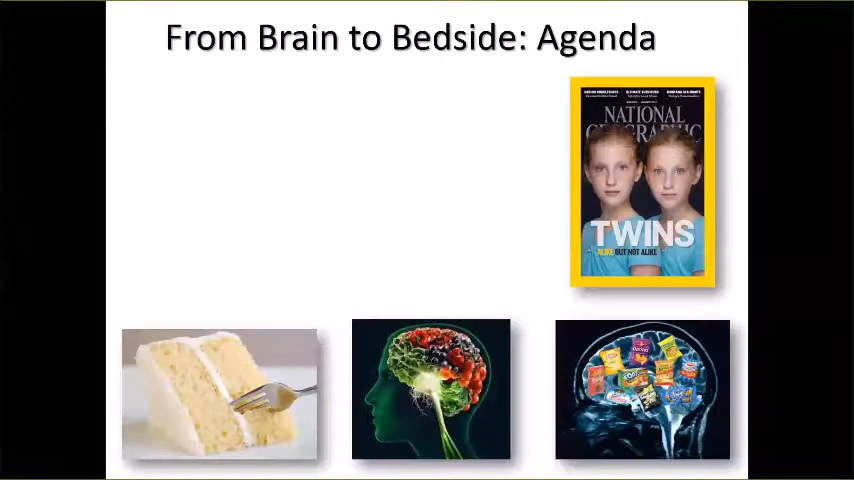 From Brain to Bedside: Agenda
NATIONAL
GEOGRAPHIC
TWINS
ALIKE BUT NOT ALIKE